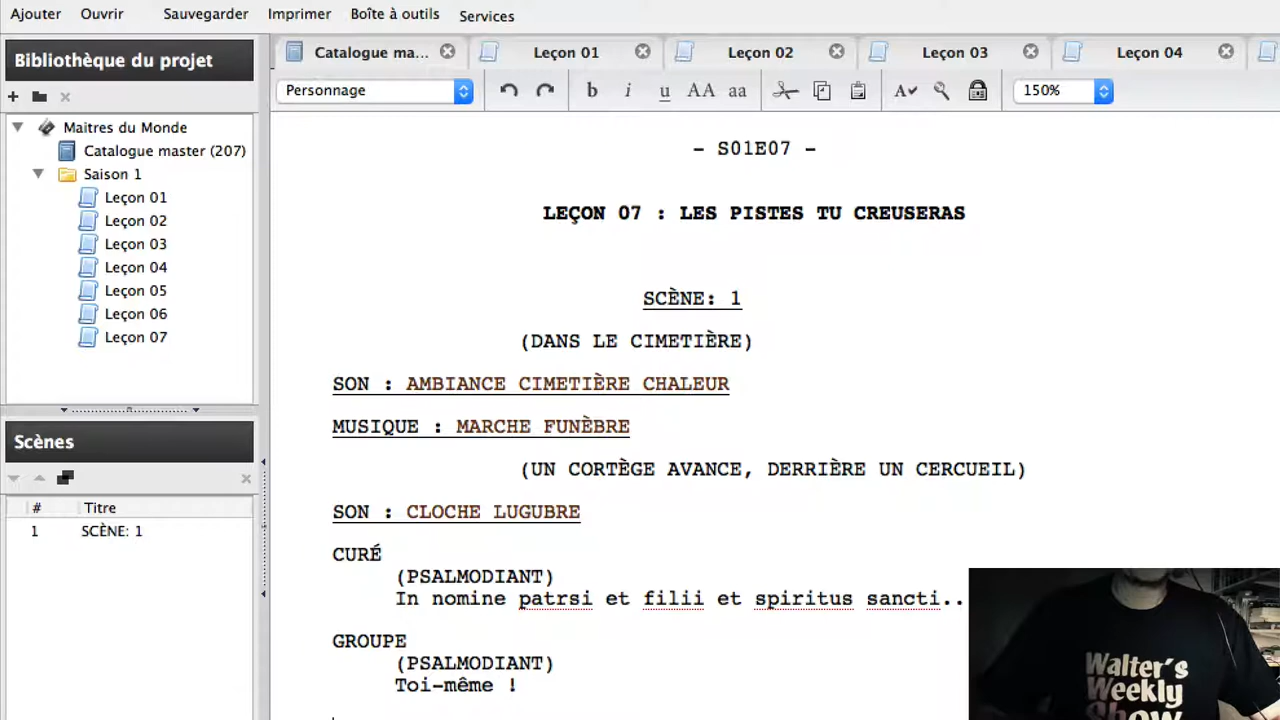 Ajouter Ouvrir Sauvegarder Imprimer Boîte à outils Services
Bibliothèque du projet
Catalogue ma... Leçon 01 Leçon 02 Leçon 03 Leçon 04
Personnage b i u AA aa A 150%
Maitres du Monde
Catalogue master (207)
Saison 1
Leçon 01
Leçon 02
Leçon 03
Leçon 04
Leçon 05
Leçon 06
Leçon 07
Scènes
# Titre
1 SCÈNE: 1
- S01E07 -
LEÇON 07 : LES PISTES TU CREUSERAS
SCÈNE: 1
(DANS LE CIMETIÈRE)
SON : AMBIANCE CIMETIÈRE CHALEUR
MUSIQUE : MARCHE FUNÈBRE
(UN CORTÈGE AVANCE, DERRIÈRE UN CERCUEIL)
SON : CLOCHE LUGUBRE
CURÉ
(PSALMODIANT)
In nomine patrsi et filii et spiritus sancti..
GROUPE
(PSALMODIANT)
Toi-même !
Walter's
Weekly
Show